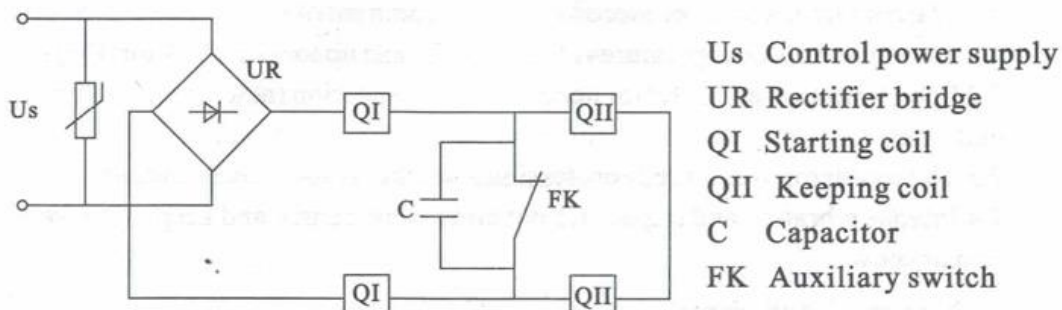 Us
UR
QI
QII
C
FK
QI
QII
Us Control power supply
UR Rectifier bridge
QI Starting coil
QII Keeping coil
C Capacitor
FK Auxiliary switch